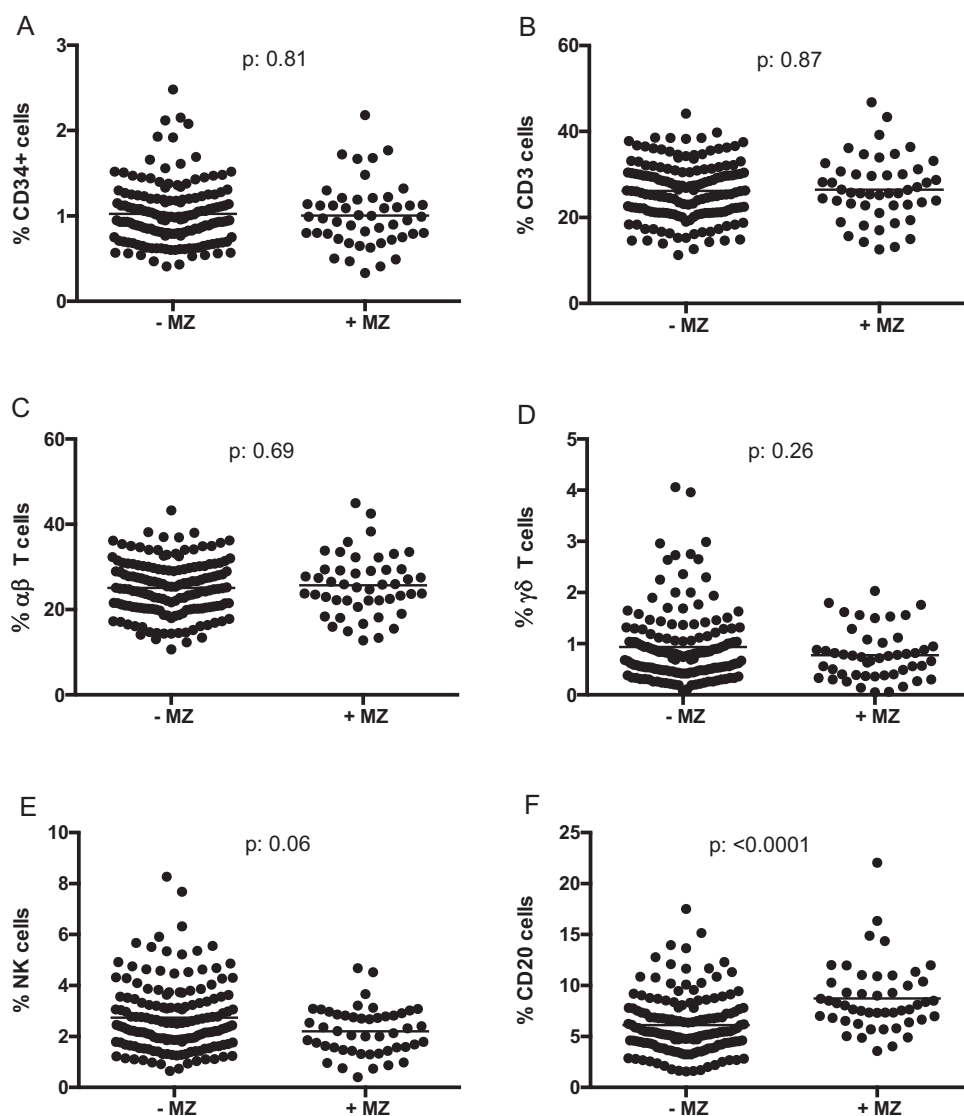 A
B
p: 0.81
p: 0.87
% CD34+ cells
3
2
1
0
- MZ
+ MZ
% CD3 cells
60
40
20
0
- MZ
+ MZ
C
D
p: 0.69
p: 0.26
% αβ T cells
60
40
20
0
- MZ
+ MZ
% γδ T cells
5
4
3
2
1
0
- MZ
+ MZ
E
F
p: 0.06
p: <0.0001
% NK cells
10
8
6
4
2
0
- MZ
+ MZ
% CD20 cells
25
20
15
10
5
0
- MZ
+ MZ